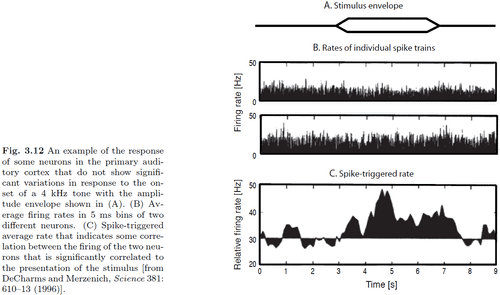 A. Stimulus envelope
B. Rates of individual spike trains
50
0
50
0
Firing rate [Hz]
C. Spike-triggered rate
50
40
30
20
Relative firing rate [Hz]
0 1 2 3 4 5 6 7 8 9
Time [s]
Fig. 3.12 An example of the response
of some neurons in the primary audi-
tory cortex that do not show signifi-
cant variations in response to the on-
set of a 4 kHz tone with the ampli-
tude envelope shown in (A). (B) Av-
erage firing rates in 5 ms bins of two
different neurons. (C) Spike-triggered
average rate that indicates some corre-
lation between the firing of the two neu-
rons that is significantly correlated to
the presentation of the stimulus [from
DeCharms and Merzenich, Science 381:
610–13 (1996)].